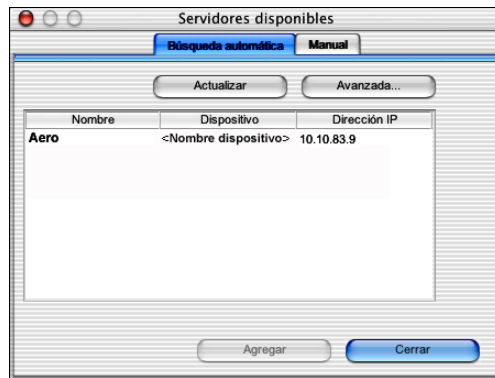 Servidores disponibles
Búsqueda automática Manual
Actualizar Avanzada...
Nombre Dispositivo Dirección IP
Aero <Nombre dispositivo> 10.10.83.9
Agregar Cerrar